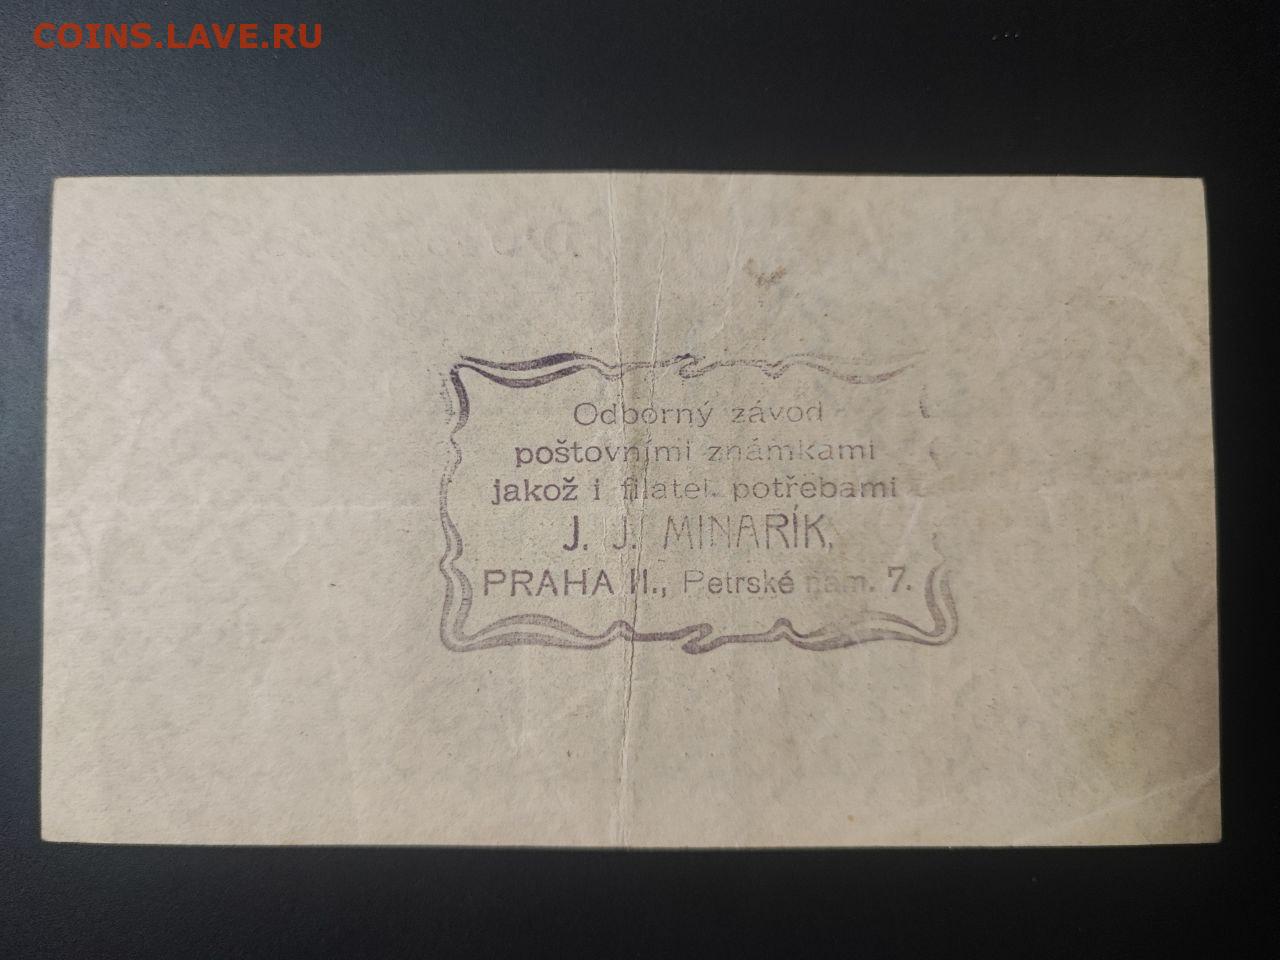 COINS.LAVE.RU
Odborný závod
poštovními známkami
jakož i filatel. potřebami
J. J. MINARÍK,
PRAHA II., Petrské nám. 7.